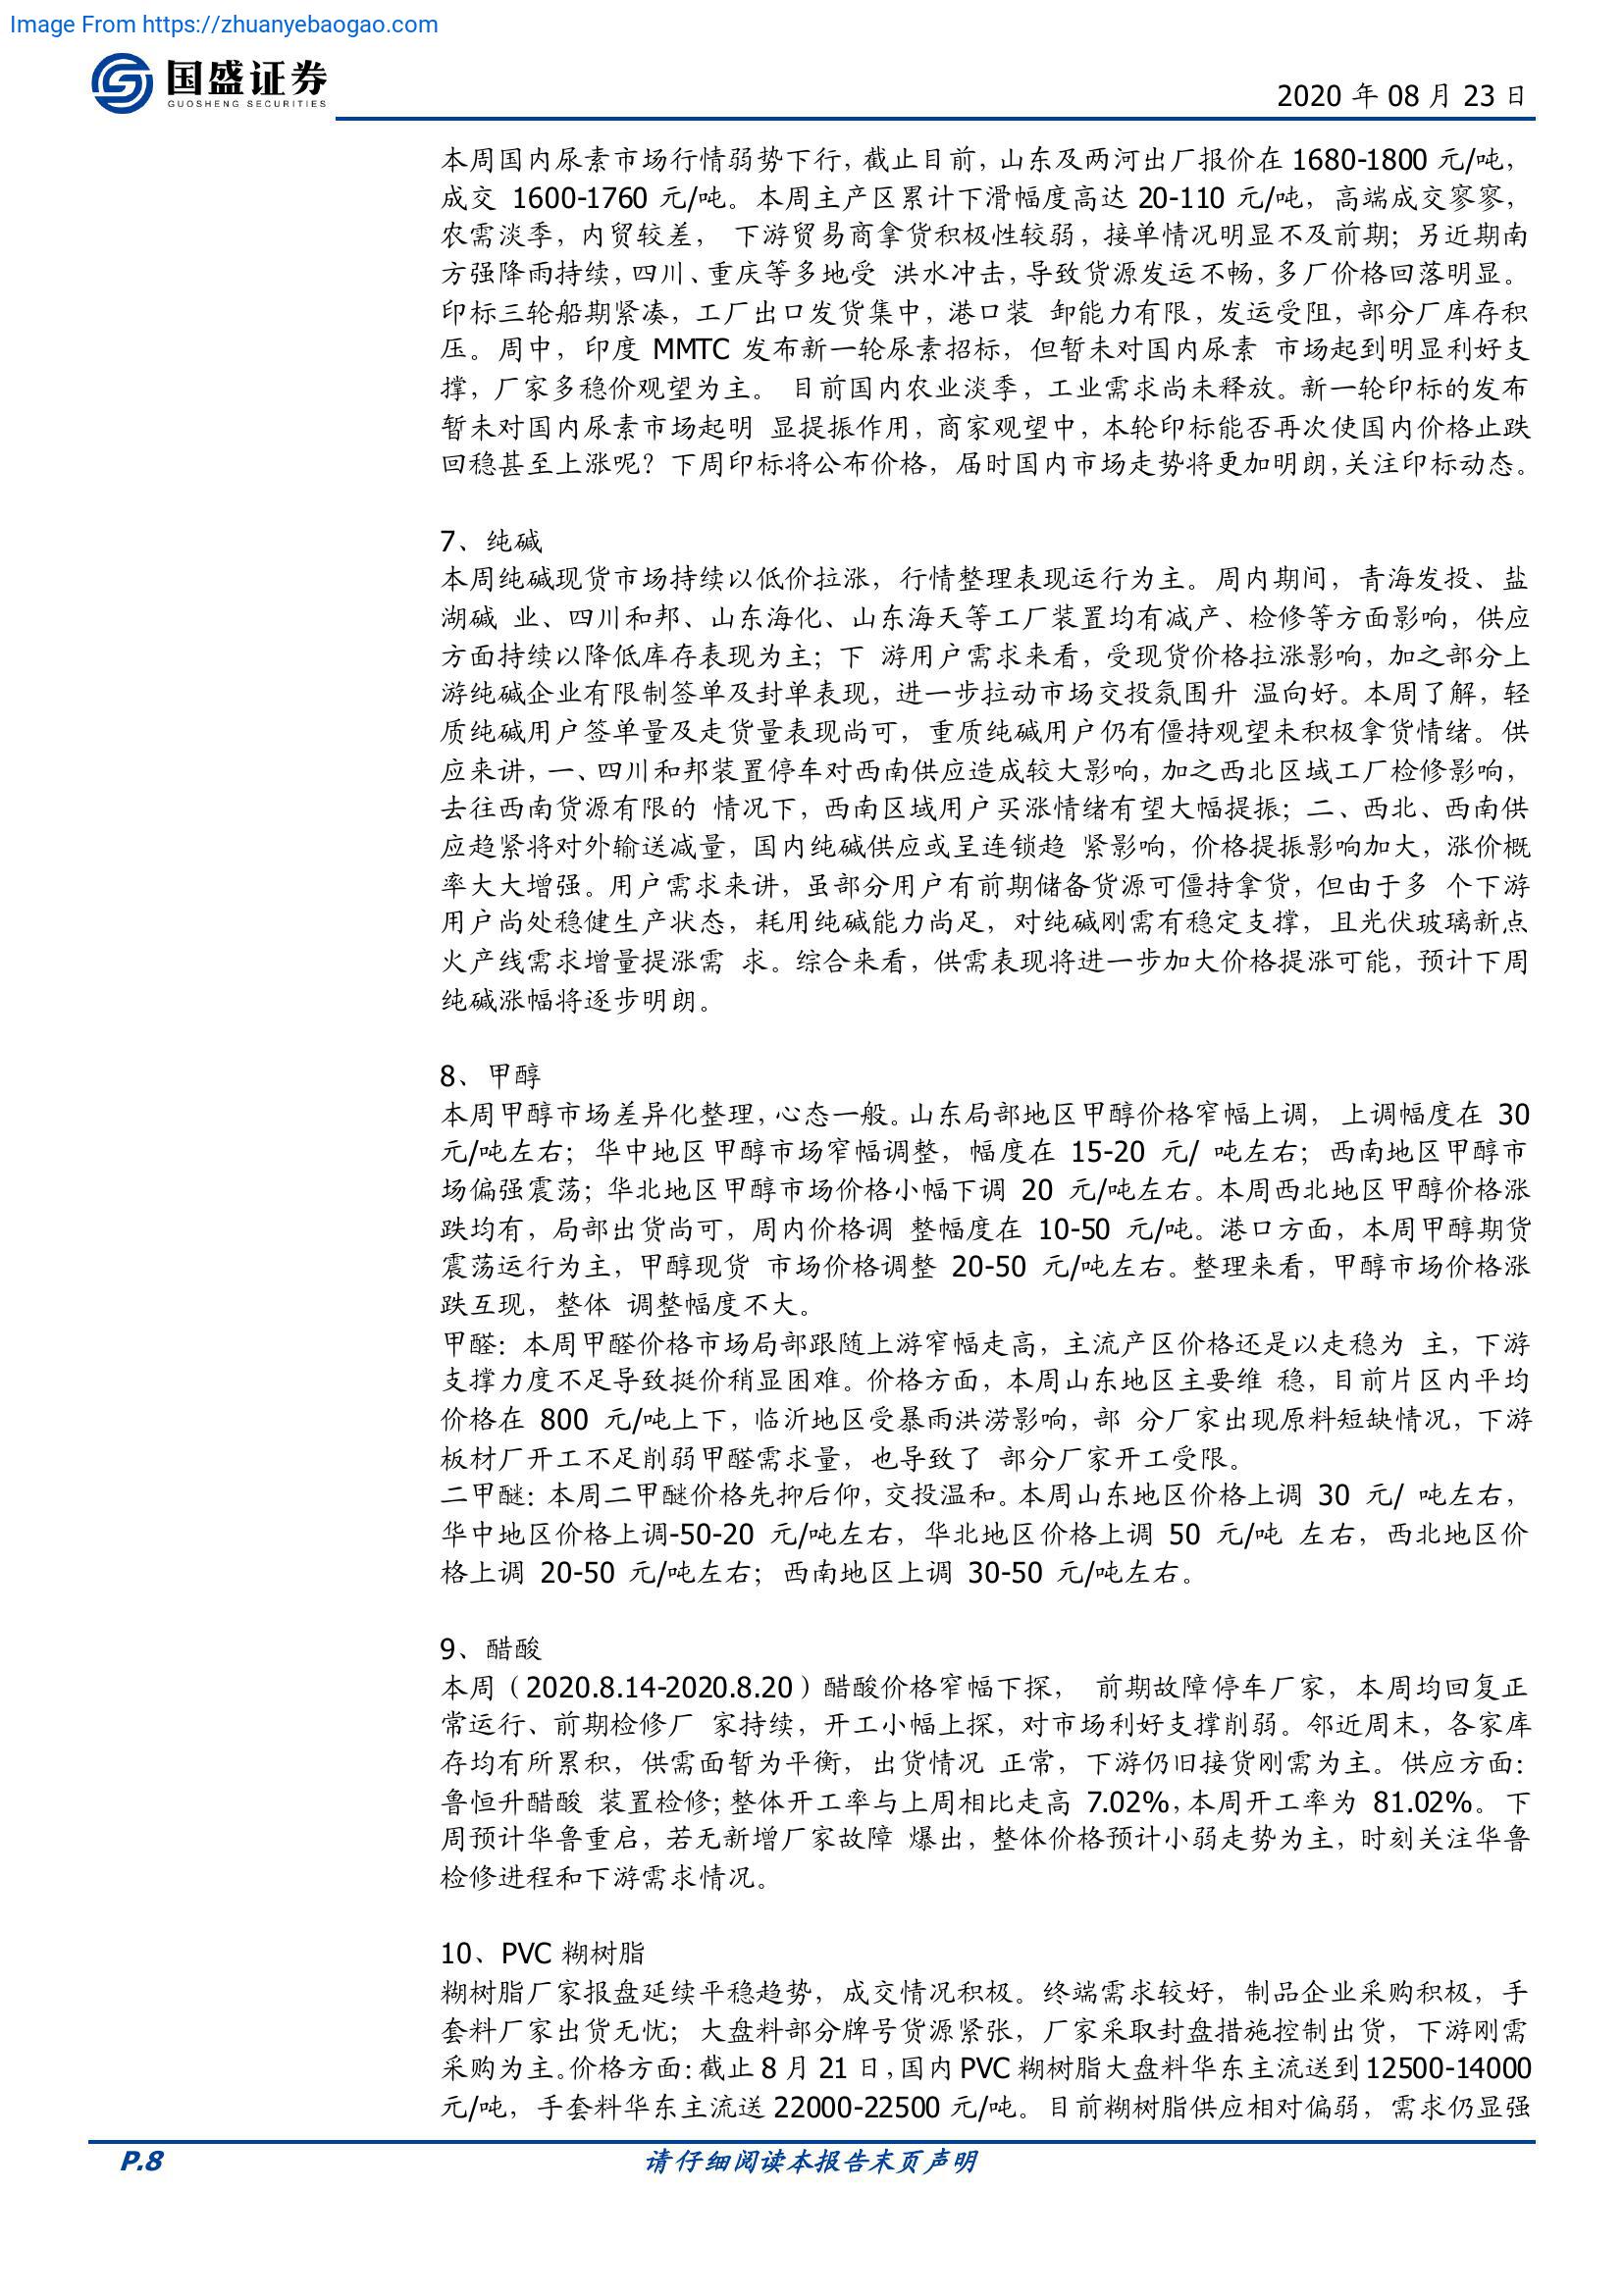 Image From https://zhuanyebaogao.com
国盛证券
GUOSHENG SECURITIES
2020 年 08 月 23 日
本周国内尿素市场行情弱势下行，截止目前，山东及两河出厂报价在 1680-1800 元/吨，
成交 1600-1760 元/吨。本周主产区累计下滑幅度高达 20-110 元/吨，高端成交寥寥，
农需淡季，内贸较差， 下游贸易商拿货积极性较弱，接单情况明显不及前期；另近期南
方强降雨持续，四川、重庆等多地受 洪水冲击，导致货源发运不畅，多厂价格回落明显。
印标三轮船期紧凑，工厂出口发货集中，港口装 卸能力有限，发运受阻，部分厂库存积
压。周中，印度 MMTC 发布新一轮尿素招标，但暂未对国内尿素 市场起到明显利好支
撑，厂家多稳价观望为主。 目前国内农业淡季，工业需求尚未释放。新一轮印标的发布
暂未对国内尿素市场起明 显提振作用，商家观望中，本轮印标能否再次使国内价格止跌
回稳甚至上涨呢？下周印标将公布价格，届时国内市场走势将更加明朗，关注印标动态。
7、纯碱
本周纯碱现货市场持续以低价拉涨，行情整理表现运行为主。周内期间，青海发投、盐
湖碱 业、四川和邦、山东海化、山东海天等工厂装置均有减产、检修等方面影响，供应
方面持续以降低库存表现为主；下 游用户需求来看，受现货价格拉涨影响，加之部分上
游纯碱企业有限制签单及封单表现，进一步拉动市场交投氛围升 温向好。本周了解，轻
质纯碱用户签单量及走货量表现尚可，重质纯碱用户仍有僵持观望未积极拿货情绪。供
应来讲，一、四川和邦装置停车对西南供应造成较大影响，加之西北区域工厂检修影响，
去往西南货源有限的 情况下，西南区域用户买涨情绪有望大幅提振；二、西北、西南供
应趋紧将对外输送减量，国内纯碱供应或呈连锁趋 紧影响，价格提振影响加大，涨价概
率大大增强。用户需求来讲，虽部分用户有前期储备货源可僵持拿货，但由于多 个下游
用户尚处稳健生产状态，耗用纯碱能力尚足，对纯碱刚需有稳定支撑，且光伏玻璃新点
火产线需求增量提涨需 求。综合来看，供需表现将进一步加大价格提涨可能，预计下周
纯碱涨幅将逐步明朗。
8、甲醇
本周甲醇市场差异化整理，心态一般。山东局部地区甲醇价格窄幅上调，上调幅度在 30
元/吨左右；华中地区甲醇市场窄幅调整，幅度在 15-20 元/ 吨左右；西南地区甲醇市
场偏强震荡；华北地区甲醇市场价格小幅下调 20 元/吨左右。本周西北地区甲醇价格涨
跌均有，局部出货尚可，周内价格调 整幅度在 10-50 元/吨。港口方面，本周甲醇期货
震荡运行为主，甲醇现货 市场价格调整 20-50 元/吨左右。整理来看，甲醇市场价格涨
跌互现，整体 调整幅度不大。
甲醛：本周甲醛价格市场局部跟随上游窄幅走高，主流产区价格还是以走稳为 主，下游
支撑力度不足导致挺价稍显困难。价格方面，本周山东地区主要维 稳，目前片区内平均
价格在 800 元/吨上下，临沂地区受暴雨洪涝影响，部 分厂家出现原料短缺情况，下游
板材厂开工不足削弱甲醛需求量，也导致了 部分厂家开工受限。
二甲醚：本周二甲醚价格先抑后仰，交投温和。本周山东地区价格上调 30 元/ 吨左右，
华中地区价格上调-50-20 元/吨左右，华北地区价格上调 50 元/吨 左右，西北地区价
格上调 20-50 元/吨左右；西南地区上调 30-50 元/吨左右。
9、醋酸
本周（2020.8.14-2020.8.20）醋酸价格窄幅下探， 前期故障停车厂家，本周均回复正
常运行、前期检修厂 家持续，开工小幅上探，对市场利好支撑削弱。邻近周末，各家库
存均有所累积，供需面暂为平衡，出货情况 正常，下游仍旧接货刚需为主。供应方面：
鲁恒升醋酸 装置检修；整体开工率与上周相比走高 7.02%，本周开工率为 81.02%。下
周预计华鲁重启，若无新增厂家故障 爆出，整体价格预计小弱走势为主，时刻关注华鲁
检修进程和下游需求情况。
10、PVC 糊树脂
糊树脂厂家报盘延续平稳趋势，成交情况积极。终端需求较好，制品企业采购积极，手
套料厂家出货无忧；大盘料部分牌号货源紧张，厂家采取封盘措施控制出货，下游刚需
采购为主。价格方面：截止 8 月 21 日，国内 PVC 糊树脂大盘料华东主流送到 12500-14000
元/吨，手套料华东主流送 22000-22500 元/吨。目前糊树脂供应相对偏弱，需求仍显强
P.8
请仔细阅读本报告末页声明